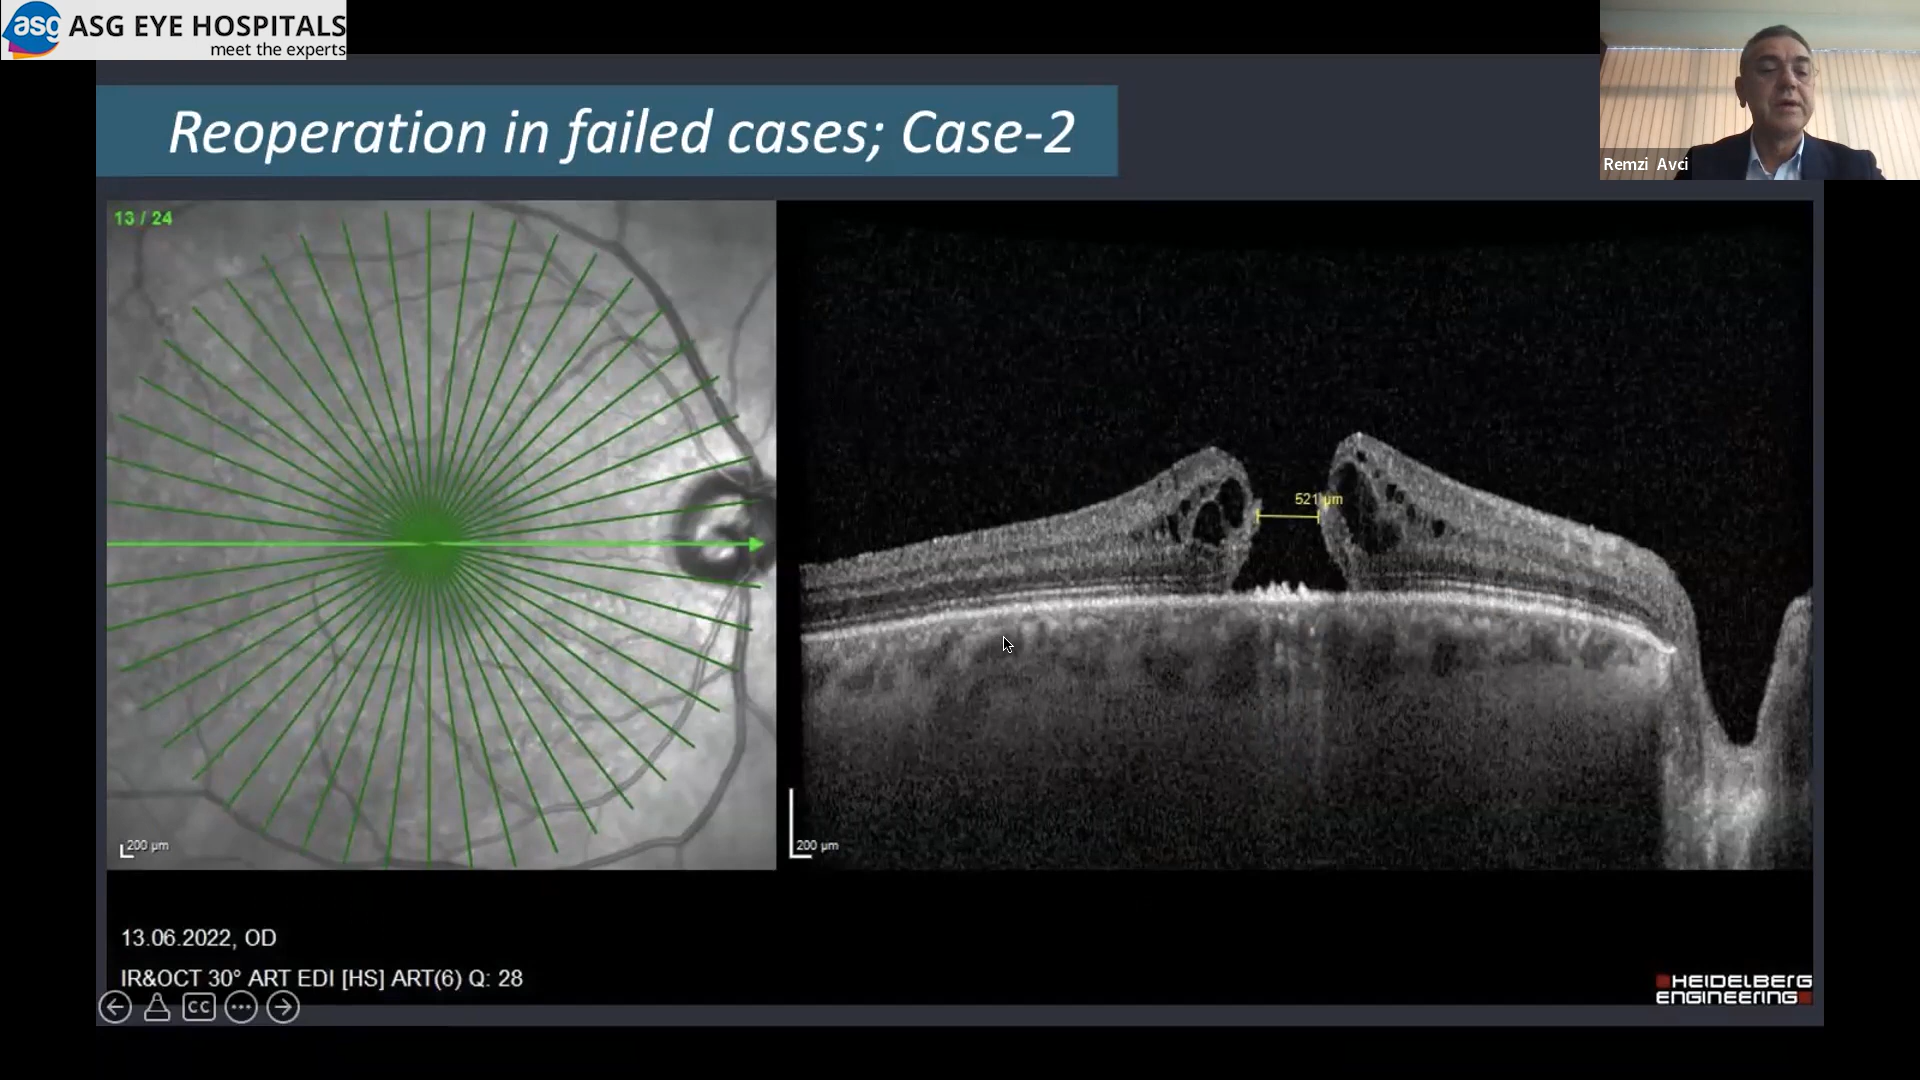 asg ASG EYE HOSPITALS
meet the experts
Remzi Avci
Reoperation in failed cases; Case-2
13 / 24
521 µm
200 µm
200 µm
13.06.2022, OD
IR&OCT 30° ART EDI [HS] ART(6) Q: 28
HEIDELBERG
ENGINEERING
CC